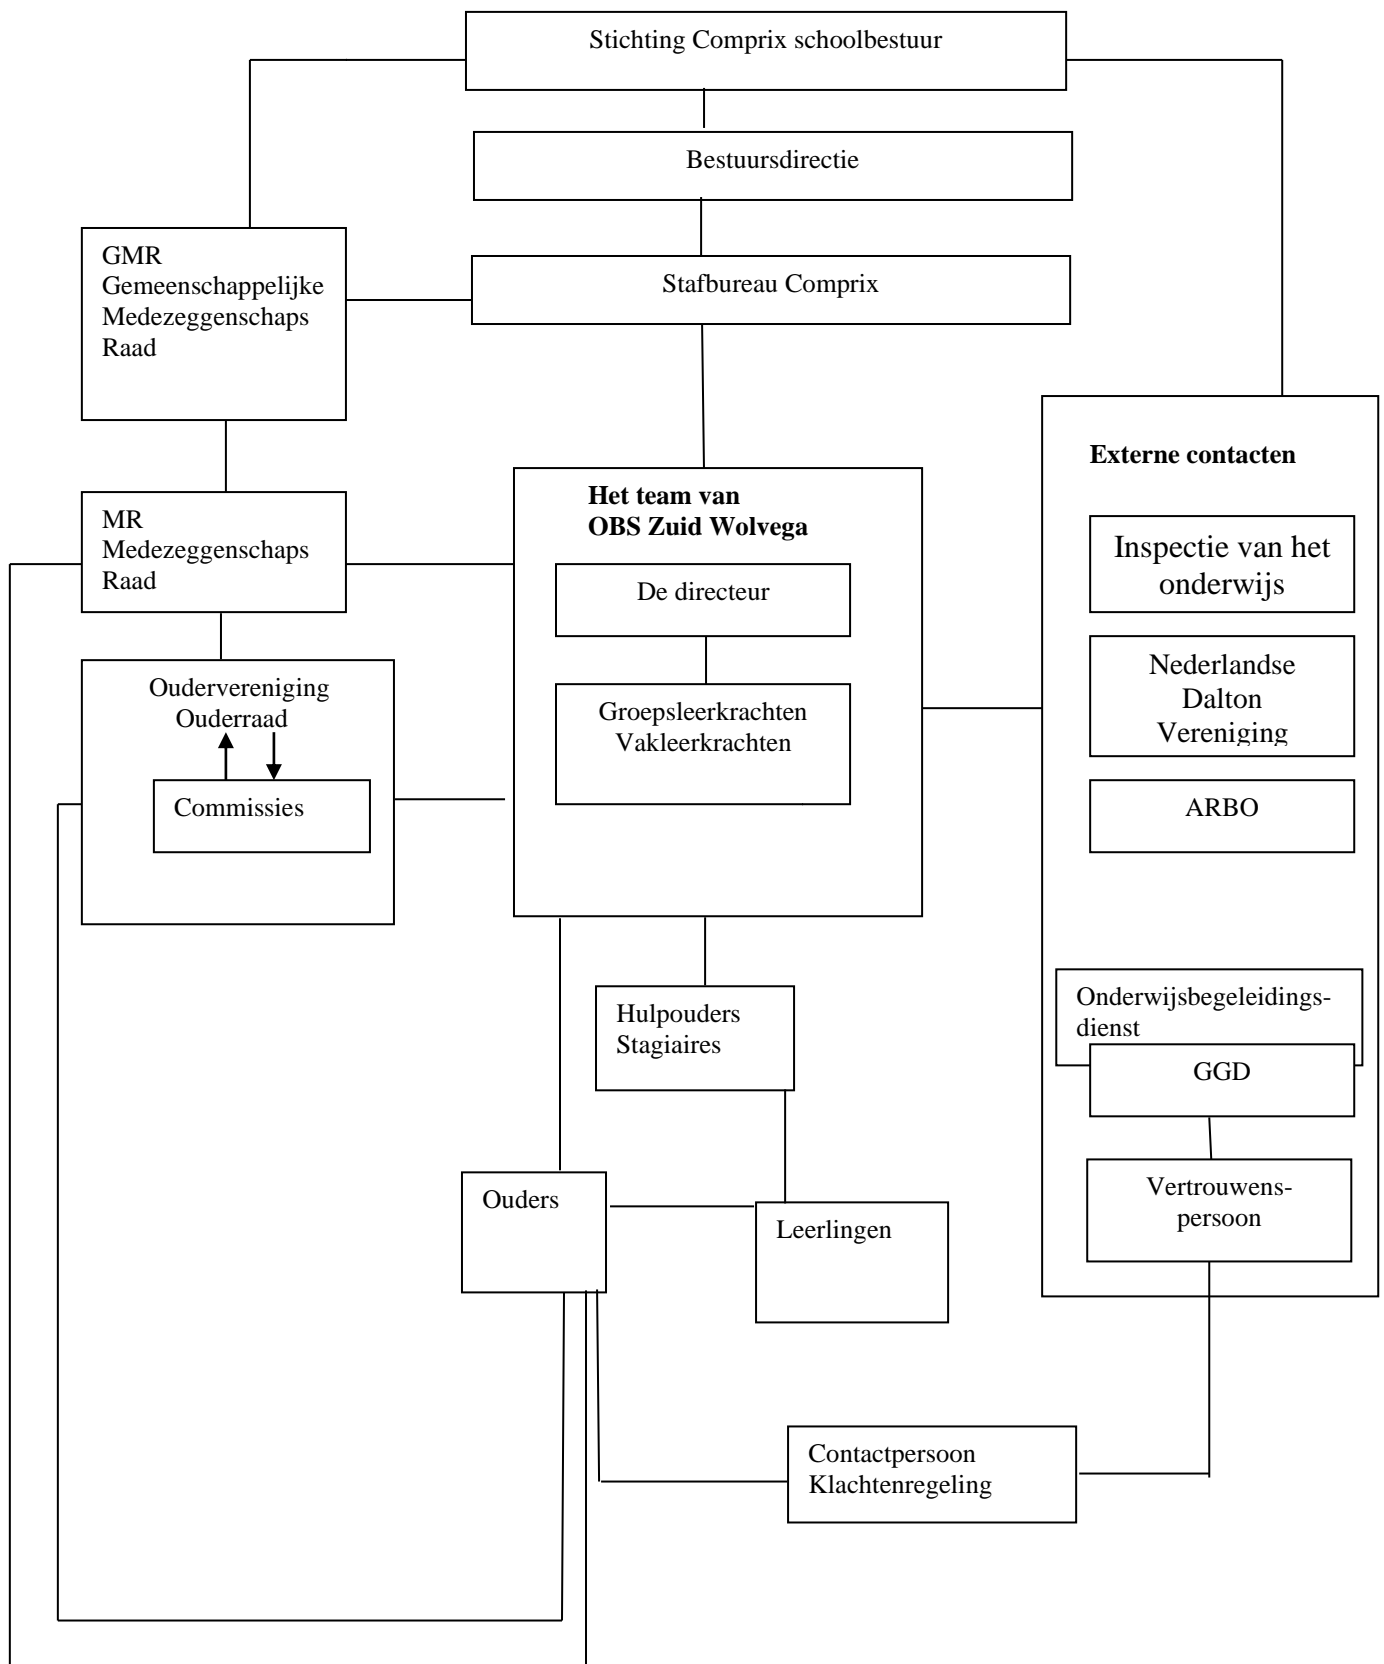 Stichting Comprix schoolbestuur
Bestuursdirectie
GMR
Gemeenschappelijke
Medezeggenschaps
Raad
Stafbureau Comprix
Externe contacten
Het team van
OBS Zuid Wolvega
MR
Medezeggenschaps
Raad
Inspectie van het
onderwijs
De directeur
Nederlandse
Dalton
Vereniging
Oudervereniging
Ouderraad
Groepsleerkrachten
Vakleerkrachten
Commissies
ARBO
Hulpouders
Stagiaires
Onderwijsbegeleidings-
dienst
GGD
Ouders
Leerlingen
Vertrouwens-
persoon
Contactpersoon
Klachtenregeling